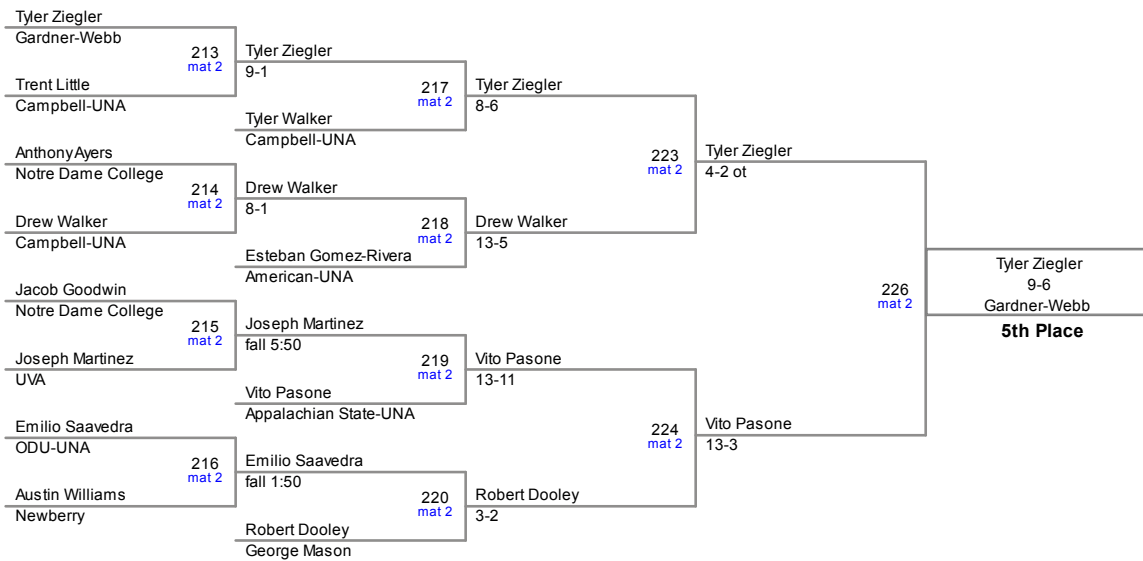 Tyler Ziegler
Gardner-Webb
213
mat 2
Trent Little
Campbell-UNA
Anthony Ayers
Notre Dame College
214
mat 2
Drew Walker
Campbell-UNA
Jacob Goodwin
Notre Dame College
215
mat 2
Joseph Martinez
UVA
Emilio Saavedra
ODU-UNA
216
mat 2
Austin Williams
Newberry
Tyler Ziegler
9-1
217
mat 2
Tyler Walker
Campbell-UNA
Drew Walker
8-1
218
mat 2
Esteban Gomez-Rivera
American-UNA
Joseph Martinez
fall 5:50
219
mat 2
Vito Pasone
Appalachian State-UNA
Emilio Saavedra
fall 1:50
220
mat 2
Robert Dooley
George Mason
Tyler Ziegler
8-6
223
mat 2
Drew Walker
13-5
Vito Pasone
13-11
224
mat 2
Robert Dooley
3-2
Tyler Ziegler
4-2 ot
226
mat 2
Vito Pasone
13-3
Tyler Ziegler
9-6
Gardner-Webb
5th Place